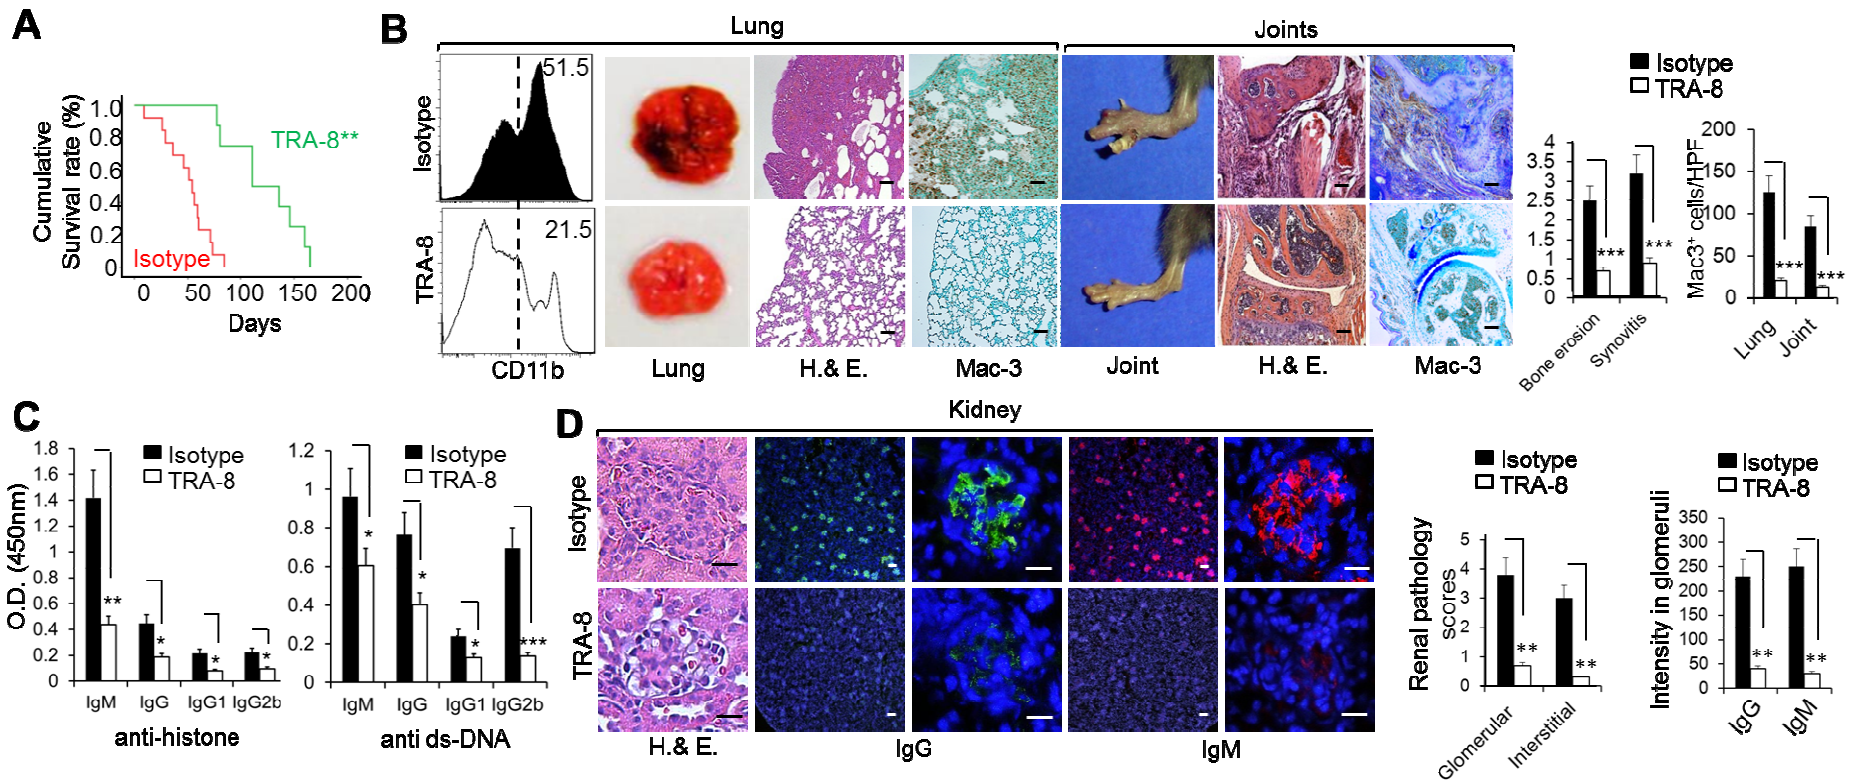 A
Cumulative
Survival rate (%)
1.0
0.8
0.6
0.4
0.2
0
TRA-8**
Isotype
0 50 100 150 200
Days
B
Lung
Joints
Isotype
TRA-8
51.5
21.5
CD11b
Lung
H.& E.
Mac-3
Joint
H.& E.
Mac-3
Isotype
TRA-8
4
3.5
3
2.5
2
1.5
1
0.5
0
***
***
Bone erosion
Synovitis
Mac3+ cells/HPF
200
150
100
50
0
***
***
Lung
Joint
C
O.D. (450nm)
1.8
1.6
1.4
1.2
1
0.8
0.6
0.4
0.2
0
Isotype
TRA-8
**
*
*
*
IgM IgG IgG1 IgG2b
anti-histone
1.2
1
0.8
0.6
0.4
0.2
0
Isotype
TRA-8
*
*
*
***
IgM IgG IgG1 IgG2b
anti ds-DNA
D
Kidney
Isotype
TRA-8
H.& E.
IgG
IgM
Isotype
TRA-8
Renal pathology
scores
5
4
3
2
1
0
**
**
Glomerular
Interstitial
Isotype
TRA-8
Intensity in glomeruli
350
300
250
200
150
100
50
0
**
**
IgG
IgM